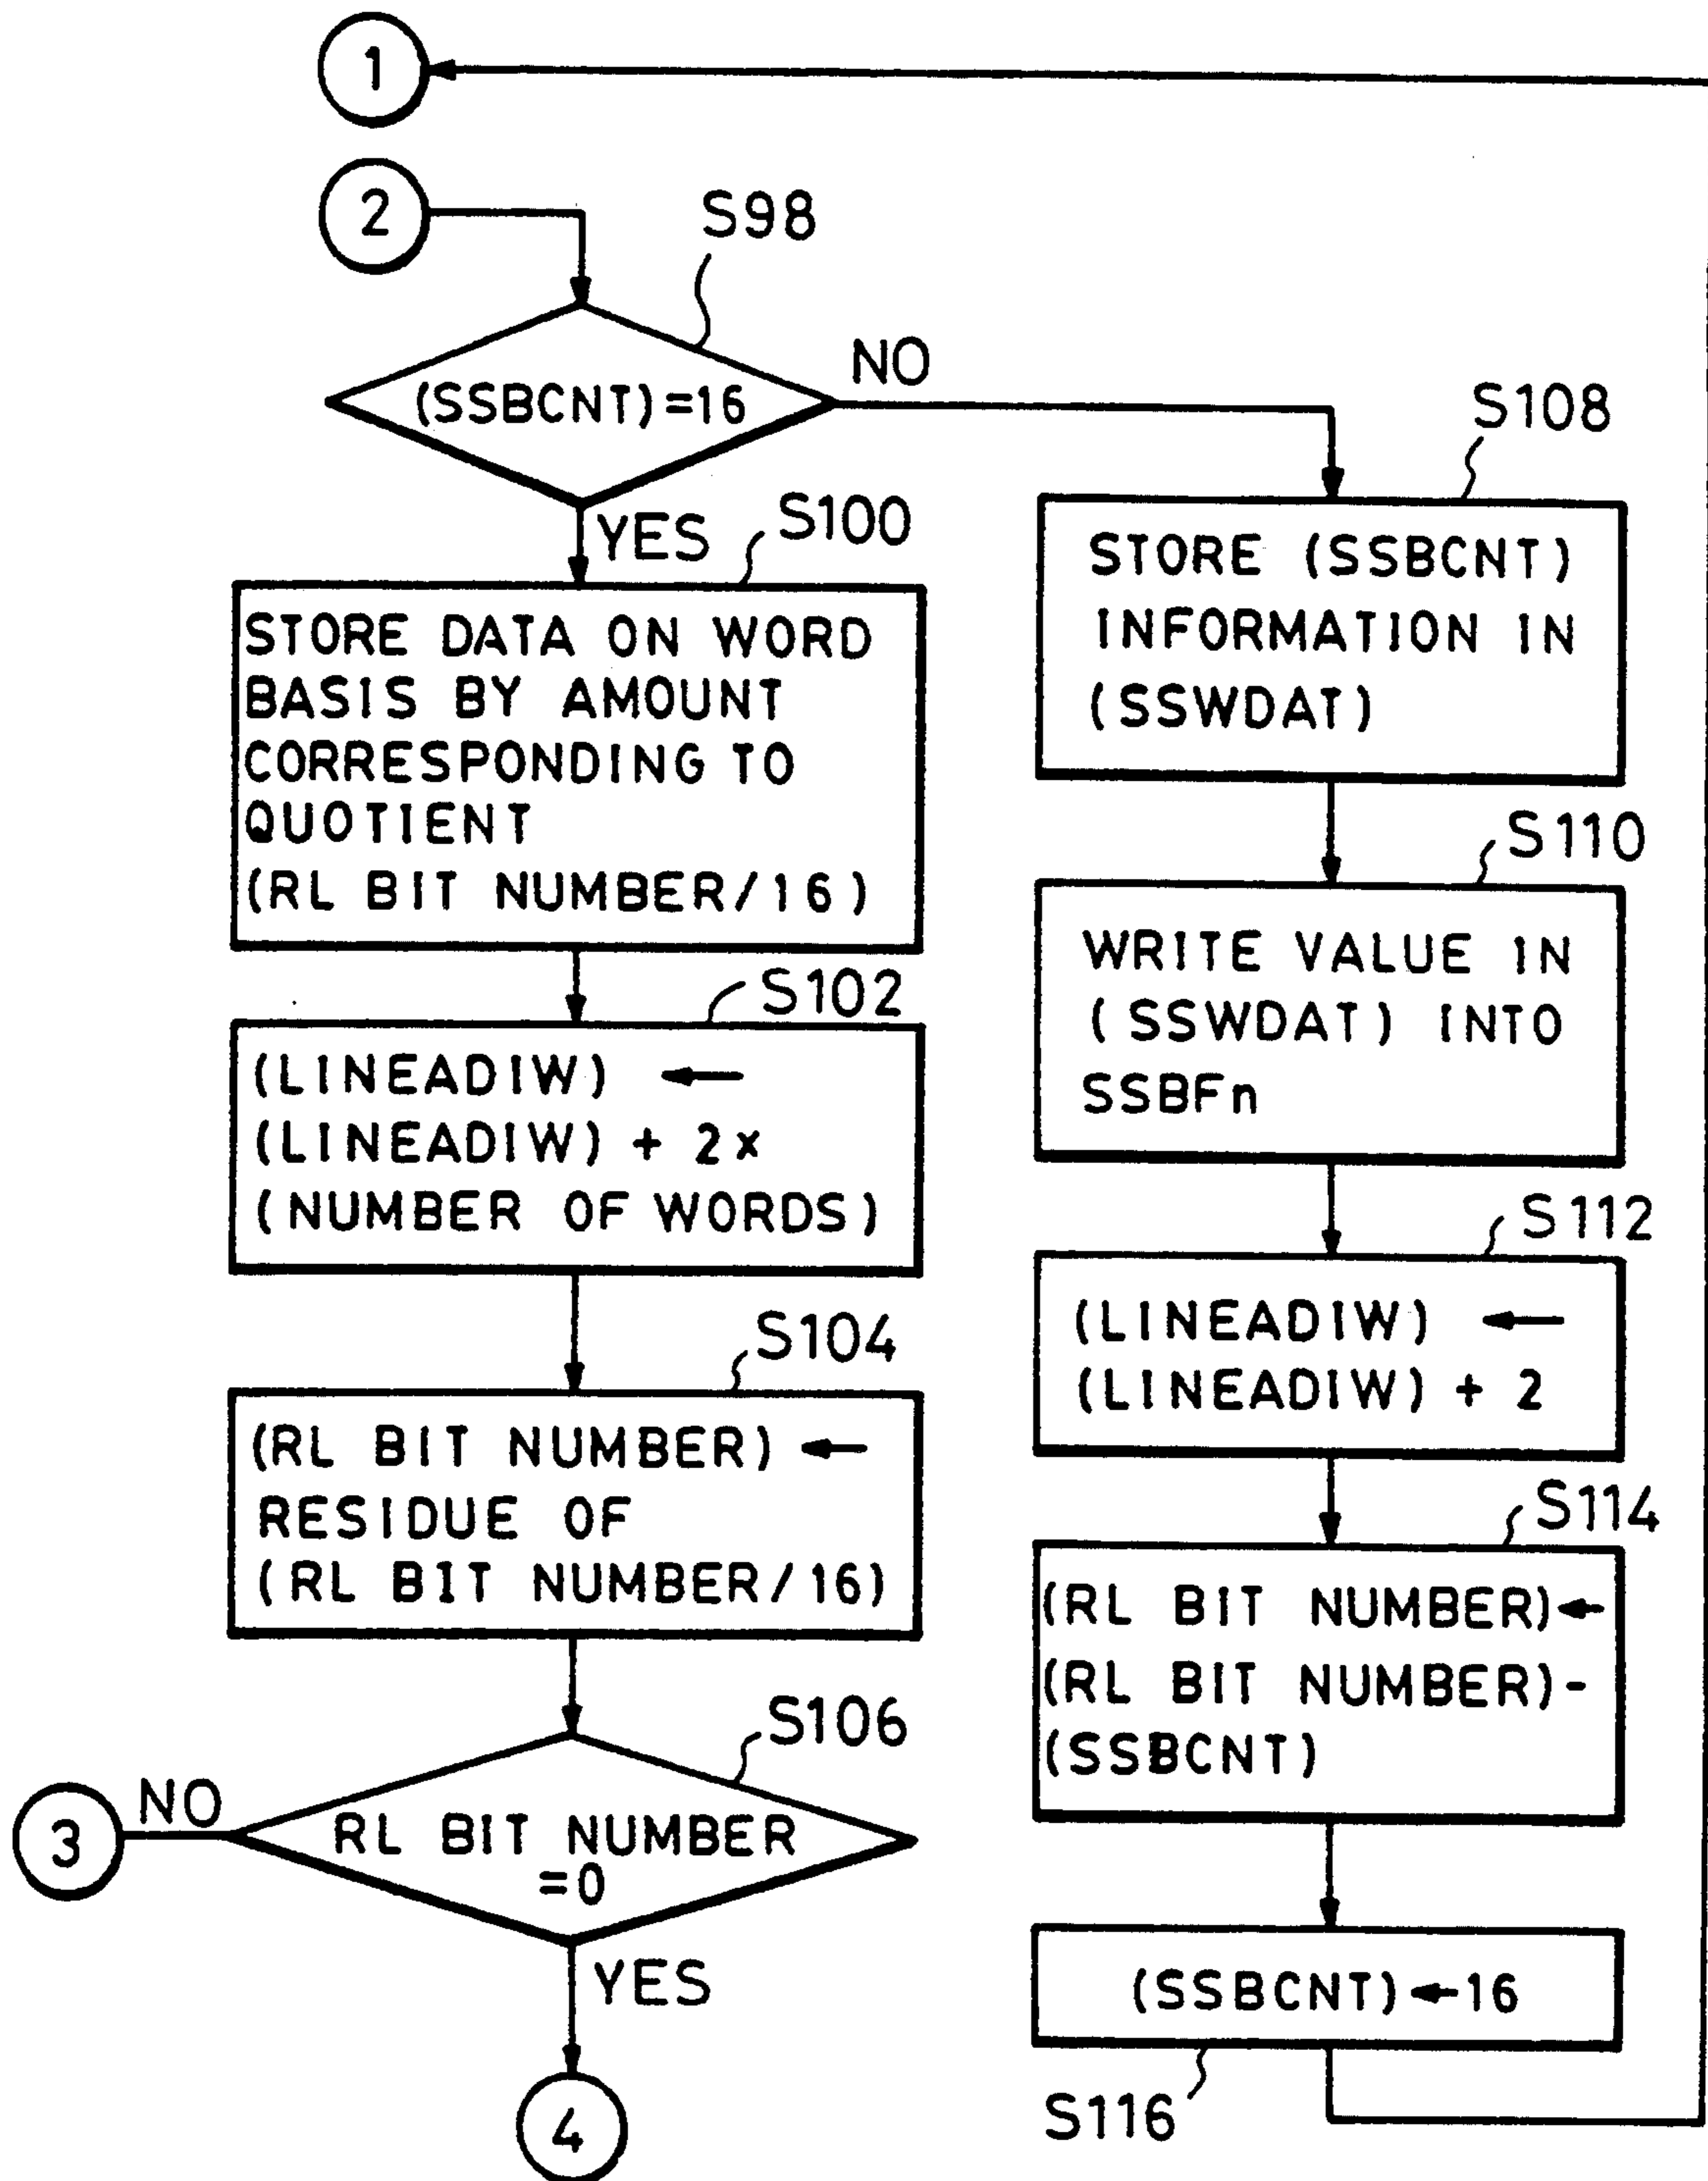 1
2
S98
(SSBCNT)=16
NO
YES
S100
STORE DATA ON WORD
BASIS BY AMOUNT
CORRESPONDING TO
QUOTIENT
(RL BIT NUMBER/16)
S102
(LINEADIW) ←
(LINEADIW) + 2×
(NUMBER OF WORDS)
S104
(RL BIT NUMBER) ←
RESIDUE OF
(RL BIT NUMBER/16)
S106
RL BIT NUMBER
=0
NO
3
YES
4
S108
STORE (SSBCNT)
INFORMATION IN
(SSWDAT)
S110
WRITE VALUE IN
(SSWDAT) INTO
SSBFn
S112
(LINEADIW) ←
(LINEADIW) + 2
S114
(RL BIT NUMBER)←
(RL BIT NUMBER)-
(SSBCNT)
(SSBCNT)←16
S116